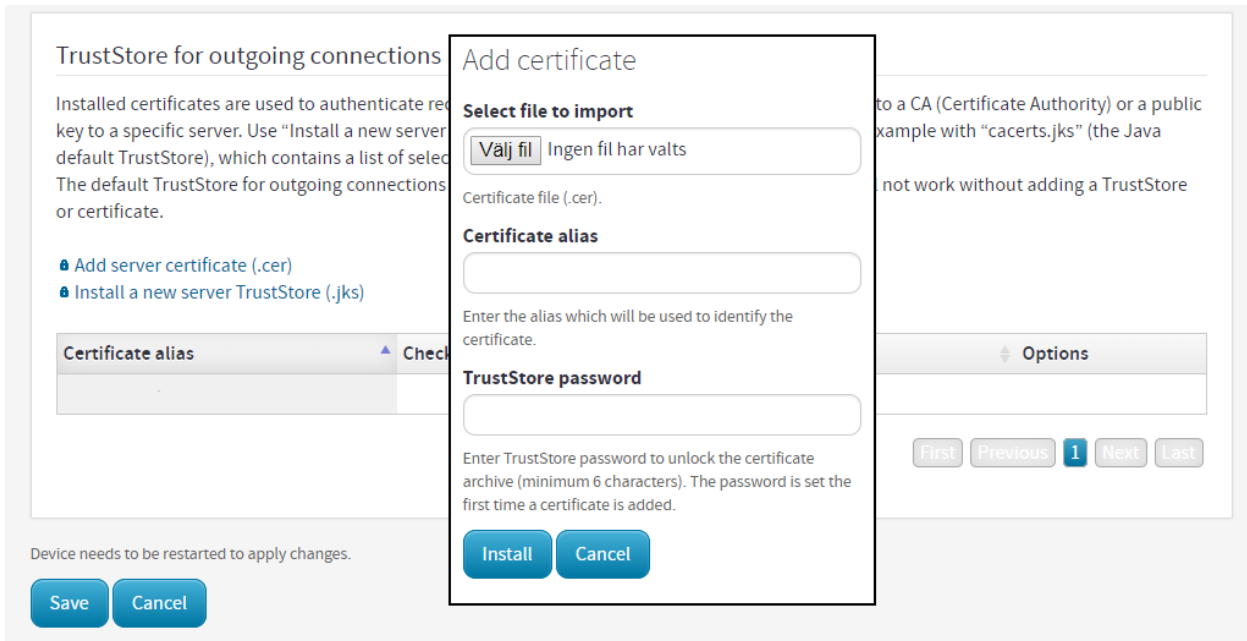 TrustStore for outgoing connections
Installed certificates are used to authenticate rec
to a CA (Certificate Authority) or a public
key to a specific server. Use “Install a new server
xample with “cacerts.jks” (the Java
default TrustStore), which contains a list of selec
The default TrustStore for outgoing connections
not work without adding a TrustStore
or certificate.
Add server certificate (.cer)
Install a new server TrustStore (.jks)
Certificate alias
Check
Options
First Previous 1 Next Last
Device needs to be restarted to apply changes.
Save Cancel
Add certificate
Select file to import
Välj fil Ingen fil har valts
Certificate file (.cer).
Certificate alias
Enter the alias which will be used to identify the
certificate.
TrustStore password
Enter TrustStore password to unlock the certificate
archive (minimum 6 characters). The password is set the
first time a certificate is added.
Install Cancel